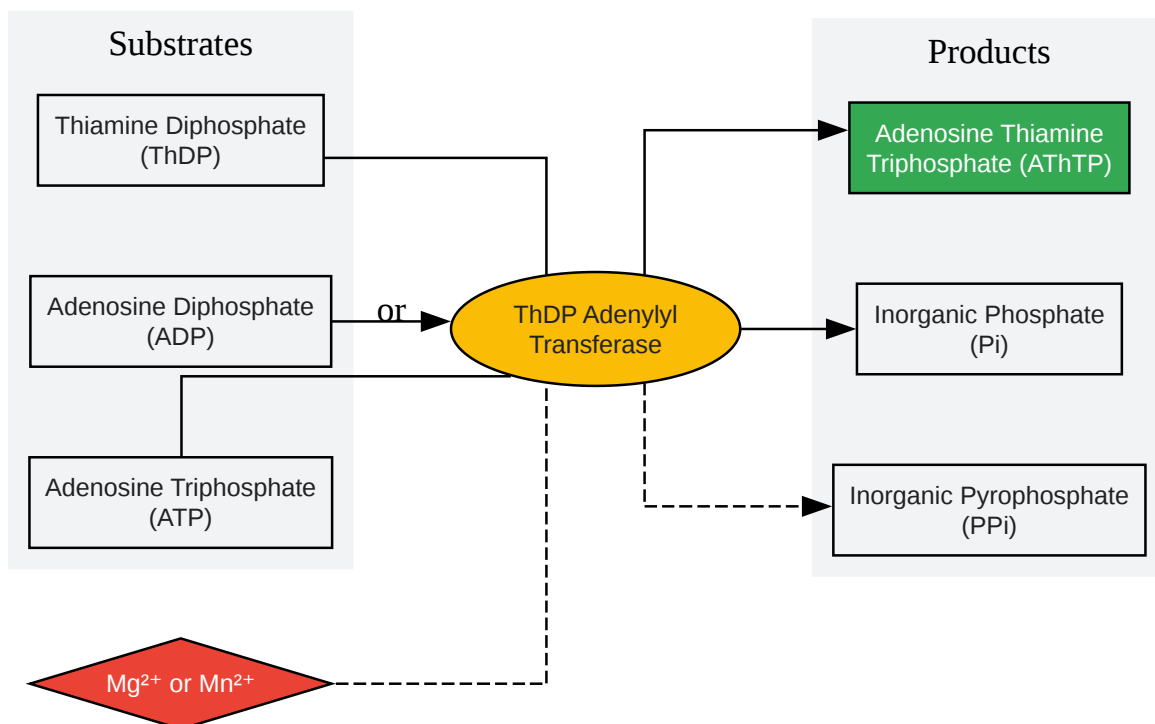 Substrates
Thiamine Diphosphate
(ThDP)
Adenosine Diphosphate
(ADP)
Adenosine Triphosphate
(ATP)
Mg²⁺ or Mn²⁺
or
ThDP Adenylyl
Transferase
Products
Adenosine Thiamine
Triphosphate (AThTP)
Inorganic Phosphate
(Pi)
Inorganic Pyrophosphate
(PPi)